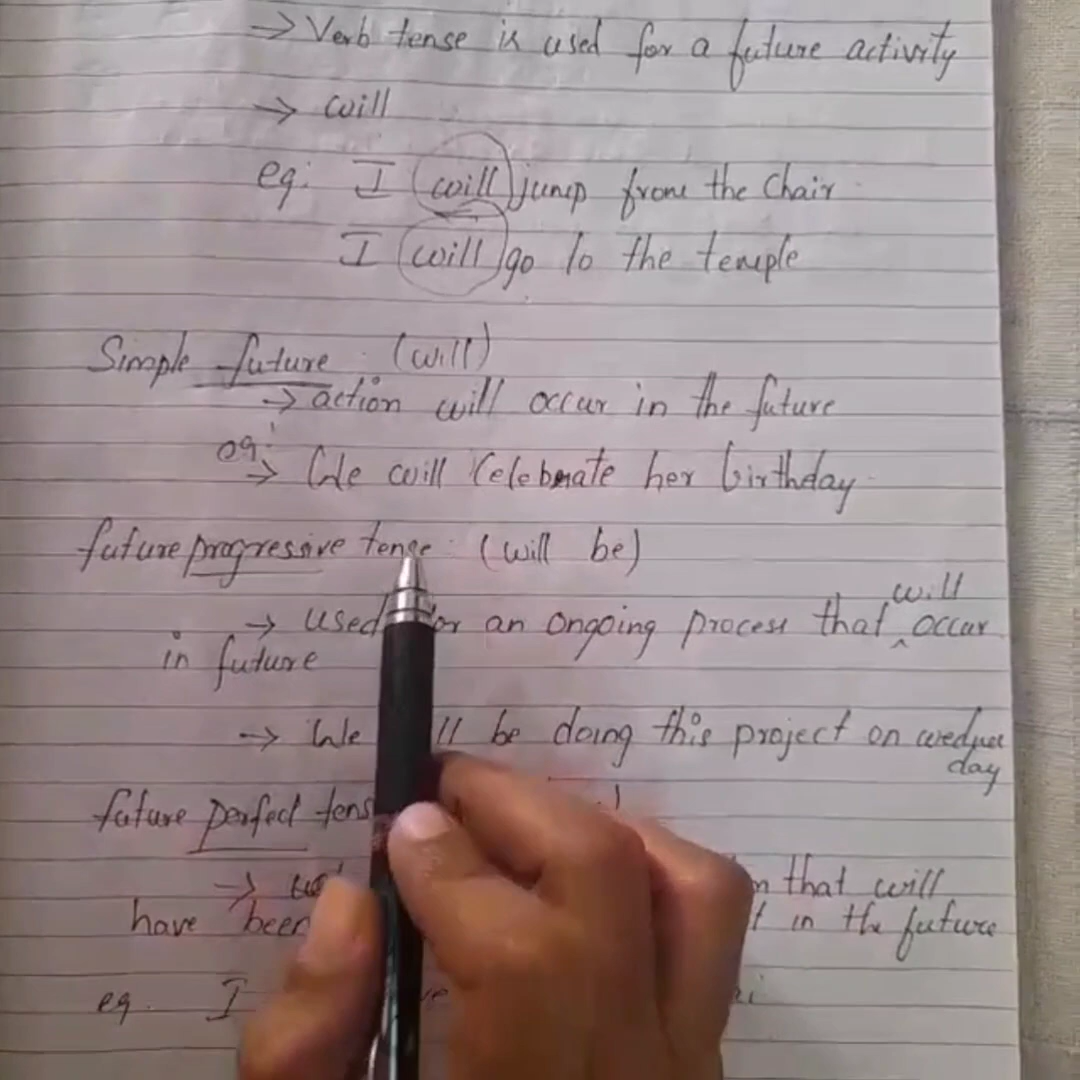 → Verb tense is used for a future activity
→ will
eg: I will jump from the Chair
I will go to the temple
Simple future (will)
→ action will occur in the future
eg:
→ We will Celebrate her birthday
future progressive tense (will be)
→ used for an ongoing process that will occur
in future
→ We be doing this project on
day
future perfect
→ that will
have been in the future
eg. I